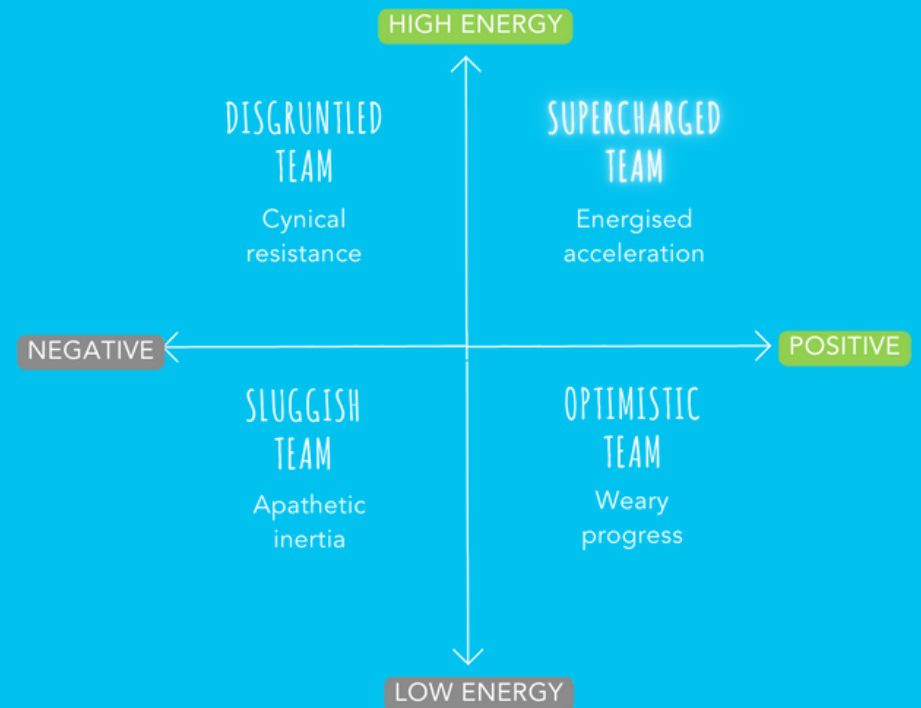 HIGH ENERGY
DISGRUNTLED
TEAM
Cynical
resistance
SUPERCHARGED
TEAM
Energised
acceleration
NEGATIVE
POSITIVE
SLUGGISH
TEAM
Apathetic
inertia
OPTIMISTIC
TEAM
Weary
progress
LOW ENERGY